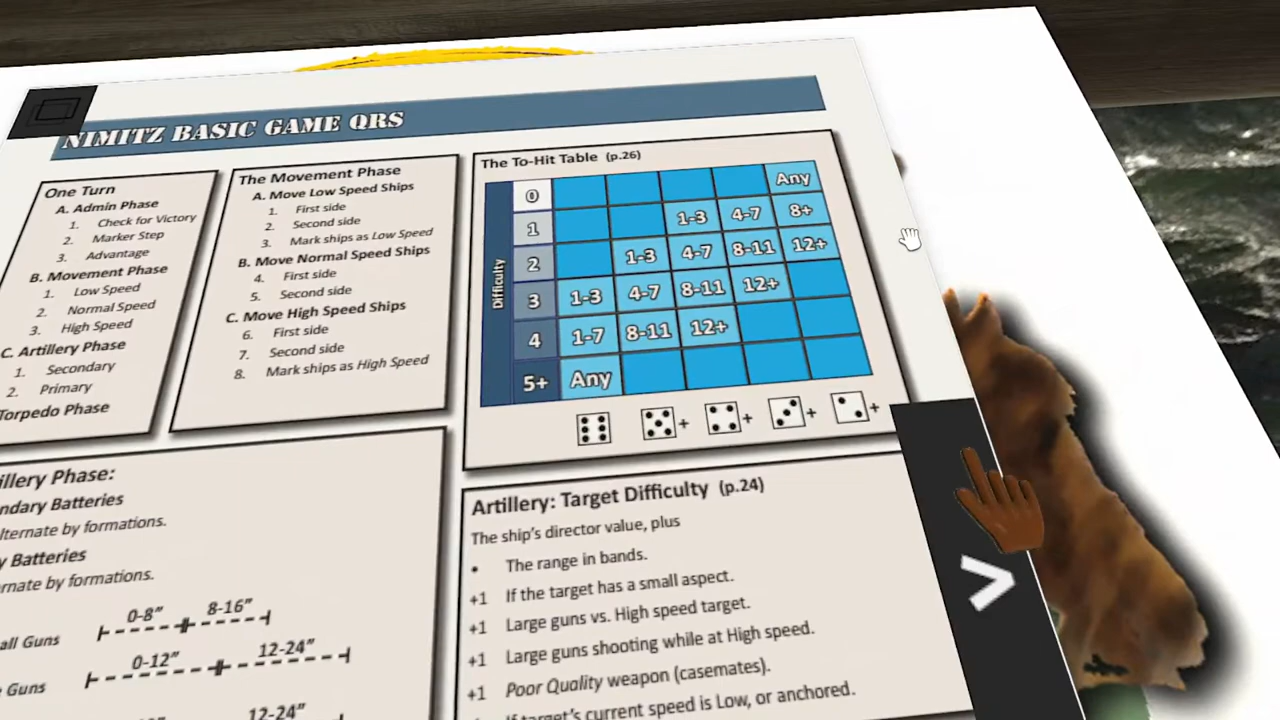 NIMITZ BASIC GAME QRS
One Turn
A. Admin Phase
1. Check for Victory
2. Marker Step
3. Advantage
B. Movement Phase
1. Low Speed
2. Normal Speed
3. High Speed
C. Artillery Phase
1. Secondary
2. Primary
Torpedo Phase
The Movement Phase
A. Move Low Speed Ships
1. First side
2. Second side
3. Mark ships as Low Speed
B. Move Normal Speed Ships
4. First side
5. Second side
C. Move High Speed Ships
6. First side
7. Second side
8. Mark ships as High Speed
The To-Hit Table (p.26)
Difficulty
0 Any
1 1-3 4-7 8+
2 1-3 4-7 8-11 12+
3 1-3 4-7 8-11 12+
4 1-7 8-11 12+
5+ Any
+ + + +
illery Phase:
ndary Batteries
lternate by formations.
y Batteries
ernate by formations.
0-8" 8-16"
all Guns
0-12" 12-24"
Guns
12-24"
Artillery: Target Difficulty (p.24)
The ship's director value, plus
• The range in bands.
+1 If the target has a small aspect.
+1 Large guns vs. High speed target.
+1 Large guns shooting while at High speed.
+1 Poor Quality weapon (casemates).
If target's current speed is Low, or anchored.
>